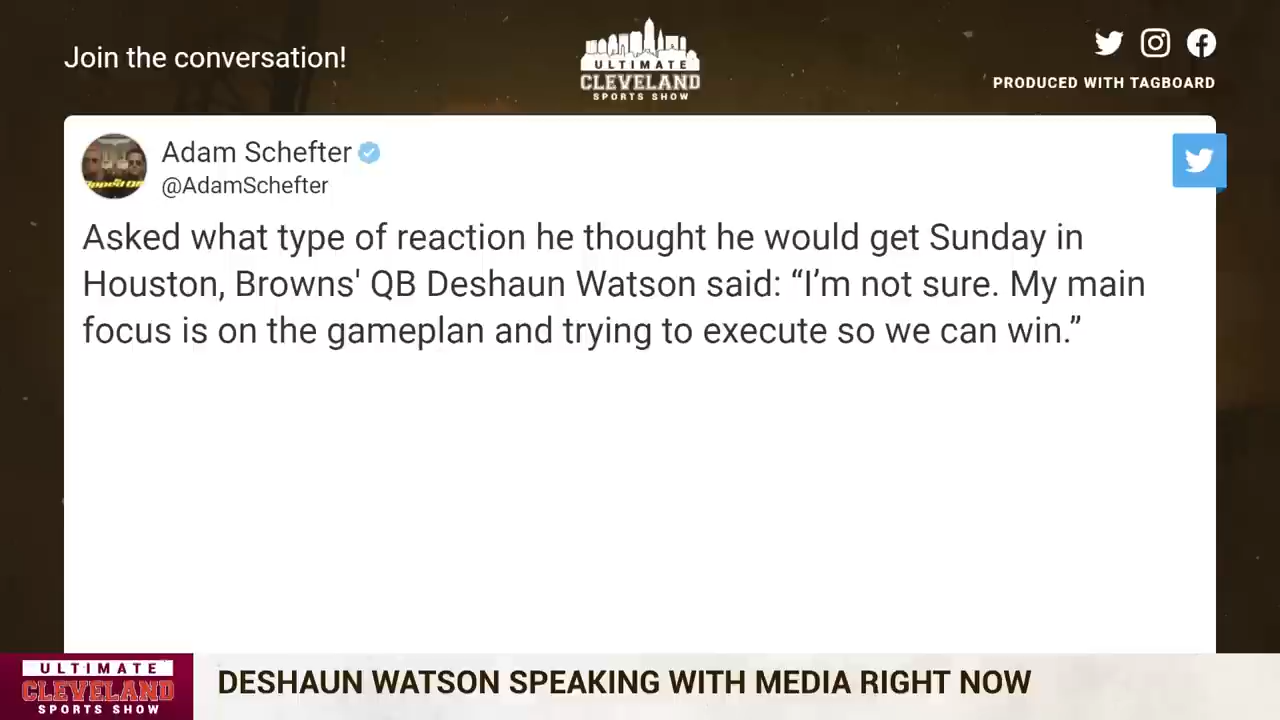 Join the conversation!
ULTIMATE
CLEVELAND
SPORTS SHOW
PRODUCED WITH TAGBOARD
Adam Schefter
@AdamSchefter
Asked what type of reaction he thought he would get Sunday in
Houston, Browns' QB Deshaun Watson said: “I’m not sure. My main
focus is on the gameplan and trying to execute so we can win.”
ULTIMATE
CLEVELAND
SPORTS SHOW
DESHAUN WATSON SPEAKING WITH MEDIA RIGHT NOW